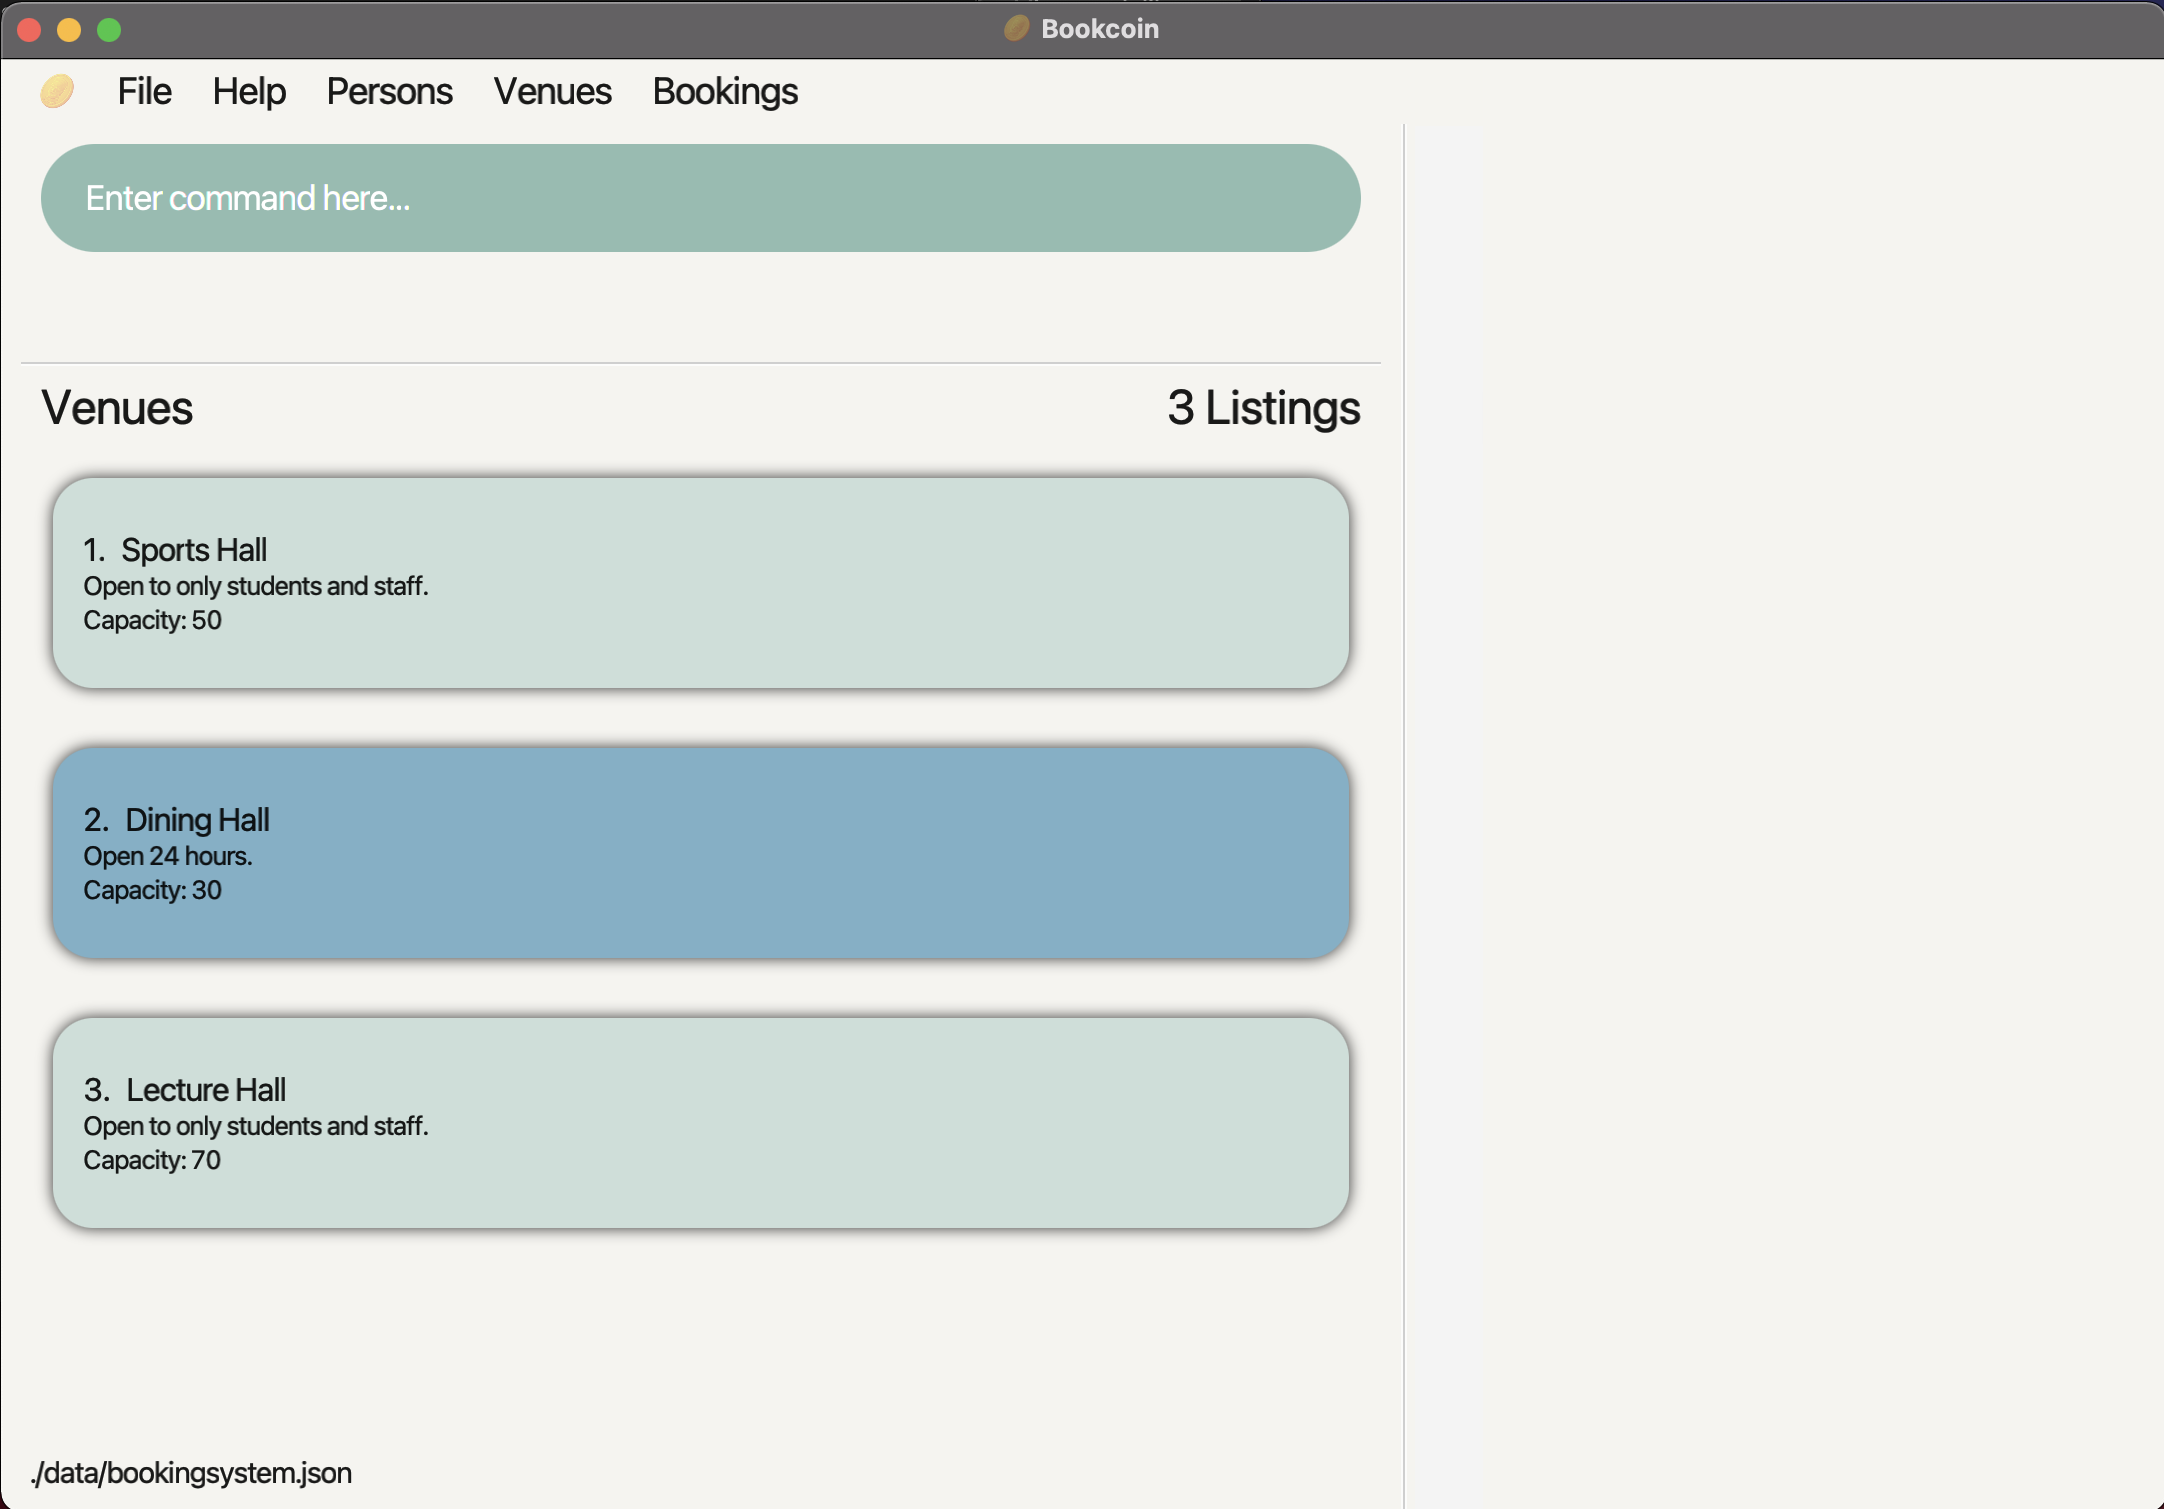 Bookcoin
File Help Persons Venues Bookings
Enter command here...
Venues 3 Listings
1. Sports Hall
Open to only students and staff.
Capacity: 50
2. Dining Hall
Open 24 hours.
Capacity: 30
3. Lecture Hall
Open to only students and staff.
Capacity: 70
./data/bookingsystem.json